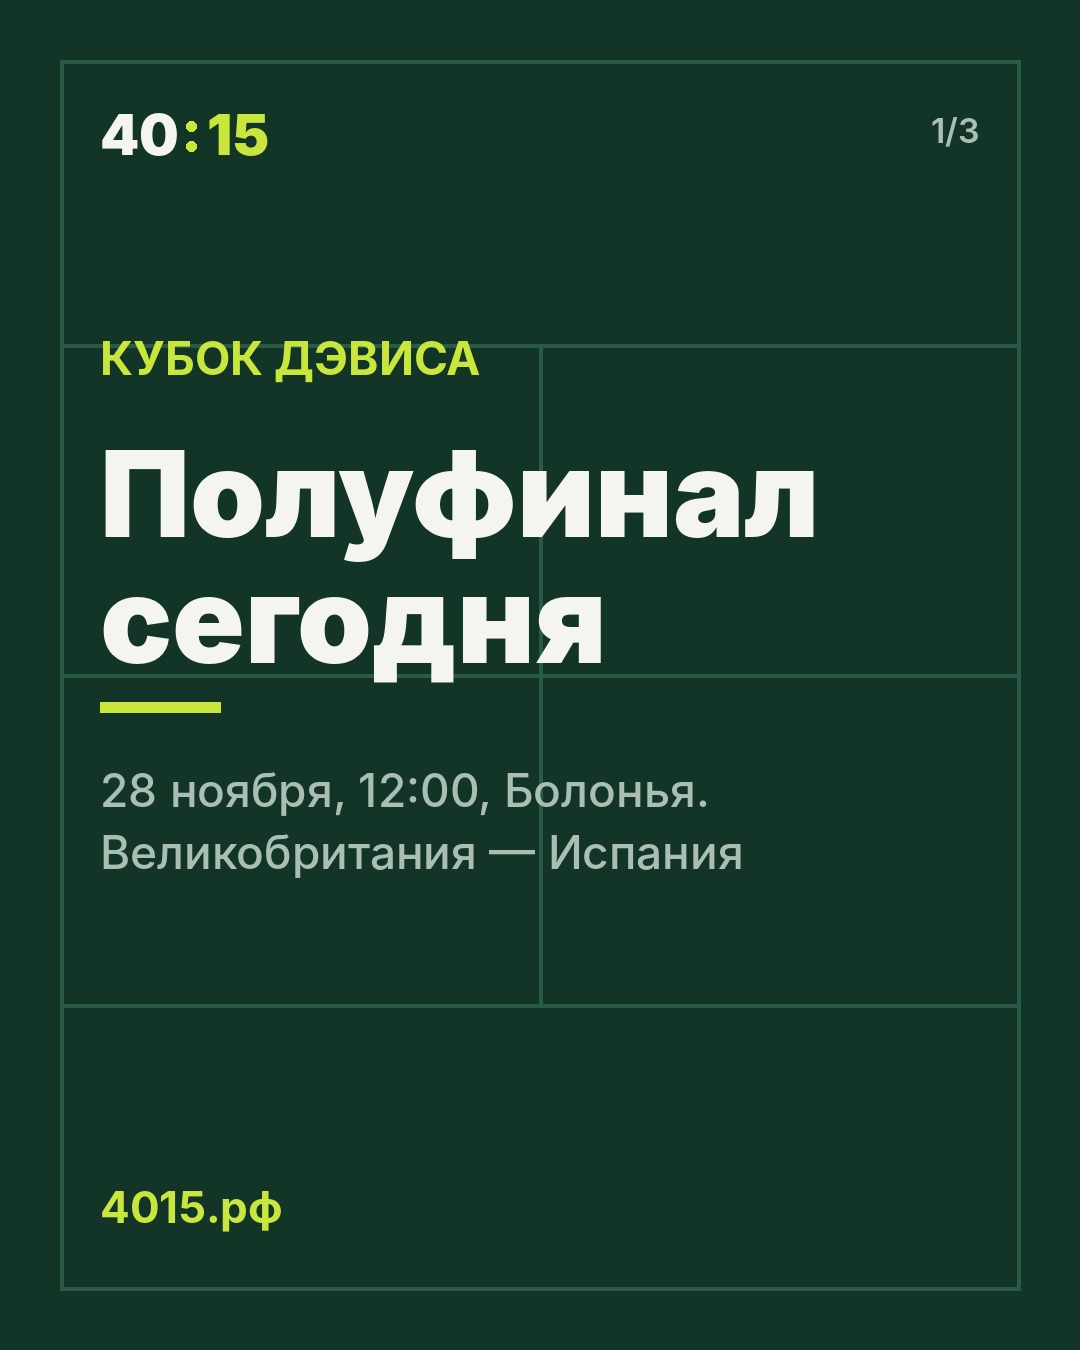 40:15
1/3
КУБОК ДЭВИСА
Полуфинал
сегодня
28 ноября, 12:00, Болонья.
Великобритания — Испания
4015.рф